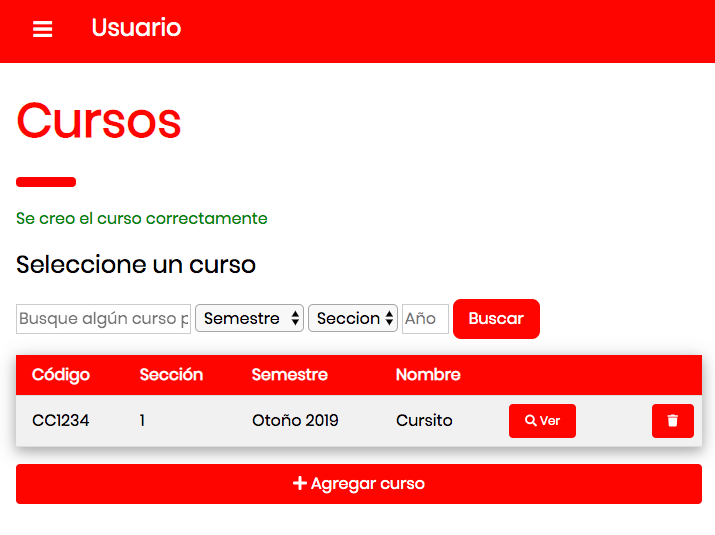 Usuario
Cursos
Se creo el curso correctamente
Seleccione un curso
Busque algún curso p Semestre Seccion Año Buscar
Código Sección Semestre Nombre
CC1234 1 Otoño 2019 Cursito Ver
Agregar curso